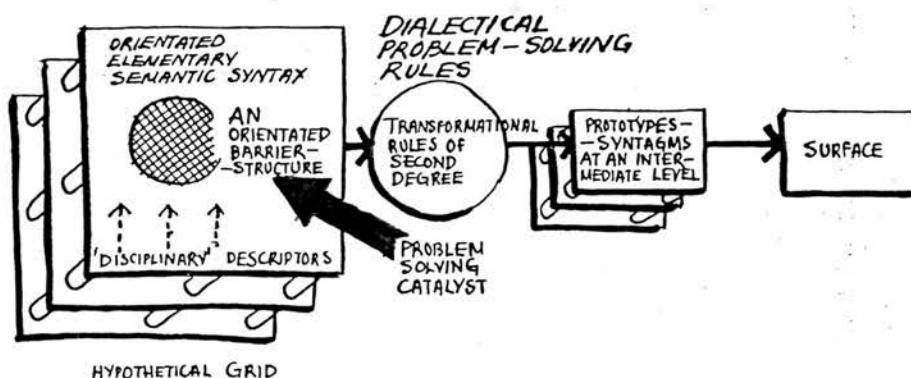 ORIENTATED
ELEMENTARY
SEMANTIC SYNTAX
AN
ORIENTATED
BARRIER-
-STRUCTURE
'DISCIPLINARY' DESCRIPTORS
HYPOTHETICAL GRID
DIALECTICAL
PROBLEM-SOLVING
RULES
TRANSFORMATIONAL
RULES OF
SECOND
DEGREE
PROBLEM
SOLVING
CATALYST
PROTOTYPES-
-SYNTAGMS
AT AN INTER-
MEDIATE LEVEL
SURFACE